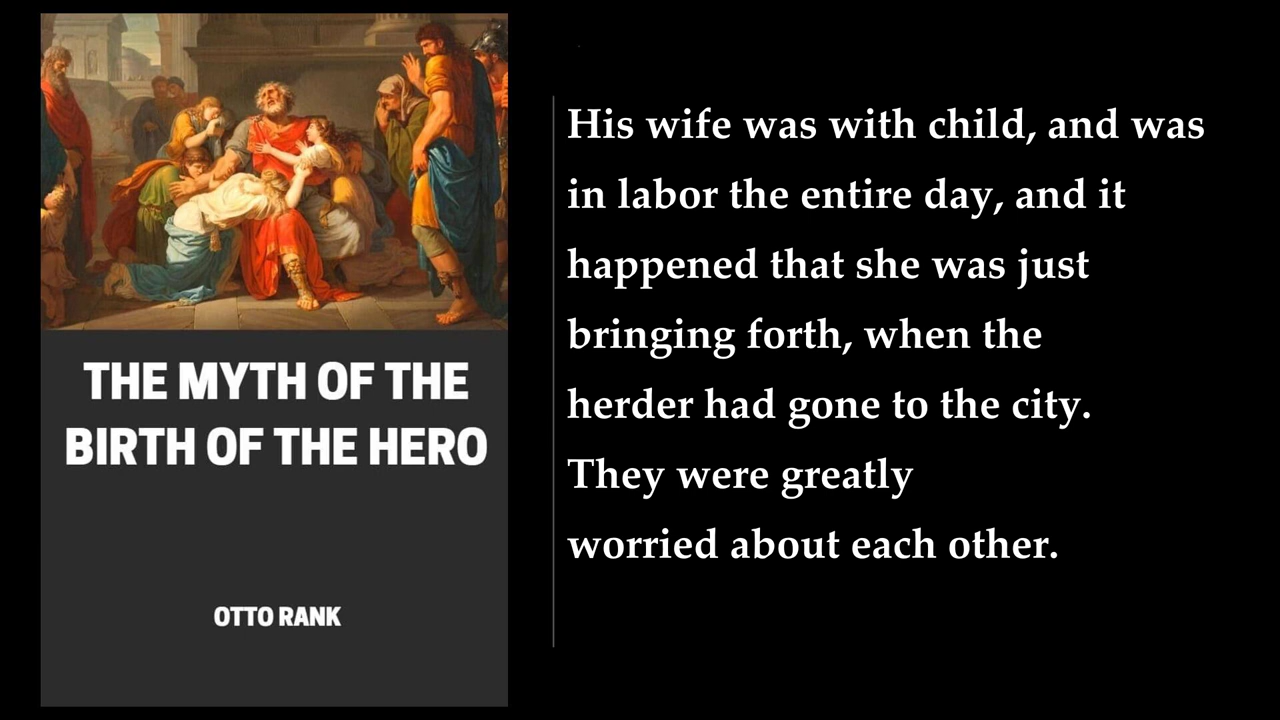 THE MYTH OF THE
BIRTH OF THE HERO
OTTO RANK
His wife was with child, and was
in labor the entire day, and it
happened that she was just
bringing forth, when the
herder had gone to the city.
They were greatly
worried about each other.